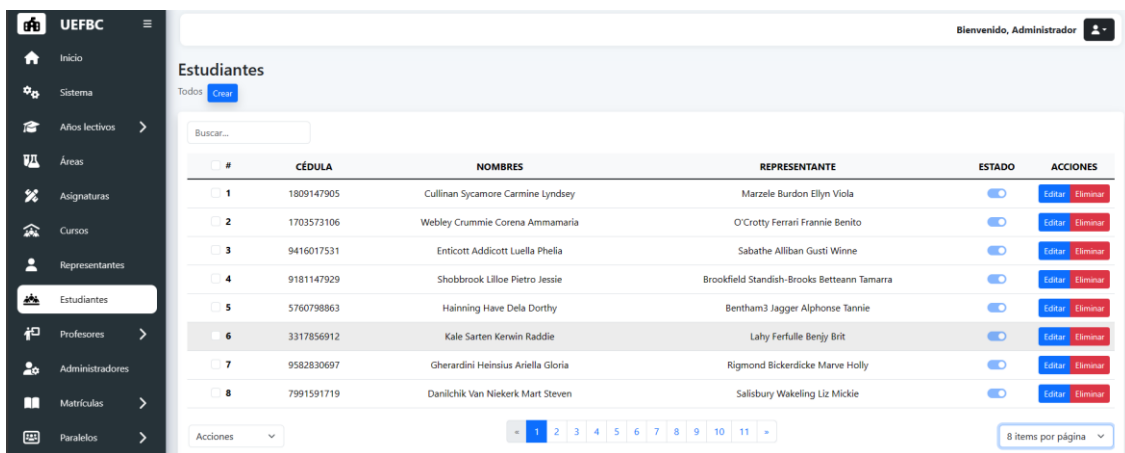 UEFBC
Bienvenido, Administrador
Inicio
Sistema
Años lectivos
Áreas
Asignaturas
Cursos
Representantes
Estudiantes
Profesores
Administradores
Matrículas
Paralelos
Estudiantes
Todos Crear
Buscar...
# CÉDULA NOMBRES REPRESENTANTE ESTADO ACCIONES
1 1809147905 Cullinan Sycamore Carmine Lyndsey Marzele Burdon Ellyn Viola Editar Eliminar
2 1703573106 Webley Crummie Corena Ammamaria O'Crotty Ferrari Frannie Benito Editar Eliminar
3 9416017531 Enticott Addicott Luella Phelia Sabathe Alliban Gusti Winne Editar Eliminar
4 9181147929 Shobbrook Lilloe Pietro Jessie Brookfield Standish-Brooks Betteann Tamarra Editar Eliminar
5 5760798863 Hainning Have Dela Dorthy Bentham3 Jagger Alphonse Tannie Editar Eliminar
6 3317856912 Kale Sarten Kerwin Raddie Lahy Ferfulle Benjy Brit Editar Eliminar
7 9582830697 Gherardini Heinsius Ariella Gloria Rigmond Bickerdicke Marve Holly Editar Eliminar
8 7991591719 Danilchik Van Niekerk Mart Steven Salisbury Wakeling Liz Mickie Editar Eliminar
Acciones « 1 2 3 4 5 6 7 8 9 10 11 » 8 items por página